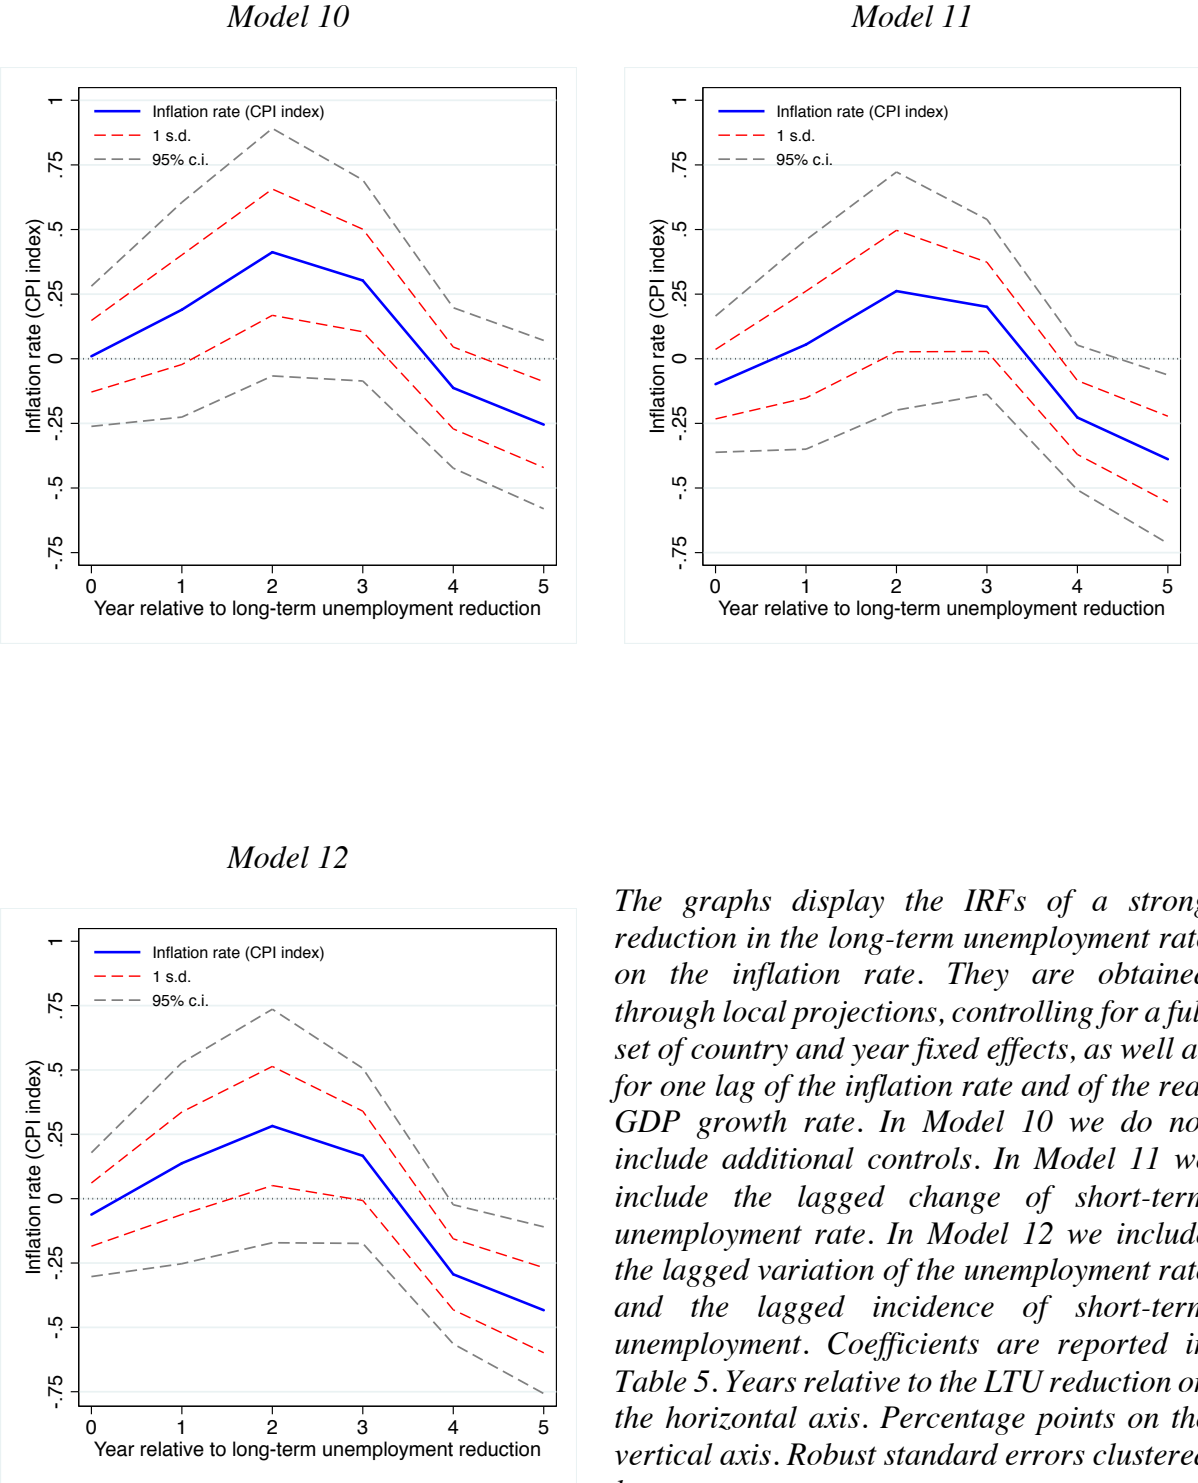 Model 10
Model 11
1
.75
.5
.25
0
-.25
-.5
-.75
Inflation rate (CPI index)
Inflation rate (CPI index)
1 s.d.
95% c.i.
0 1 2 3 4 5
Year relative to long-term unemployment reduction
1
.75
.5
.25
0
-.25
-.5
-.75
Inflation rate (CPI index)
Inflation rate (CPI index)
1 s.d.
95% c.i.
0 1 2 3 4 5
Year relative to long-term unemployment reduction
Model 12
1
.75
.5
.25
0
-.25
-.5
-.75
Inflation rate (CPI index)
Inflation rate (CPI index)
1 s.d.
95% c.i.
0 1 2 3 4 5
Year relative to long-term unemployment reduction
The graphs display the IRFs of a strong
reduction in the long-term unemployment rate
on the inflation rate. They are obtained
through local projections, controlling for a ful
set of country and year fixed effects, as well a
for one lag of the inflation rate and of the rea
GDP growth rate. In Model 10 we do no
include additional controls. In Model 11 we
include the lagged change of short-term
unemployment rate. In Model 12 we include
the lagged variation of the unemployment rate
and the lagged incidence of short-term
unemployment. Coefficients are reported in
Table 5. Years relative to the LTU reduction on
the horizontal axis. Percentage points on the
vertical axis. Robust standard errors clustered